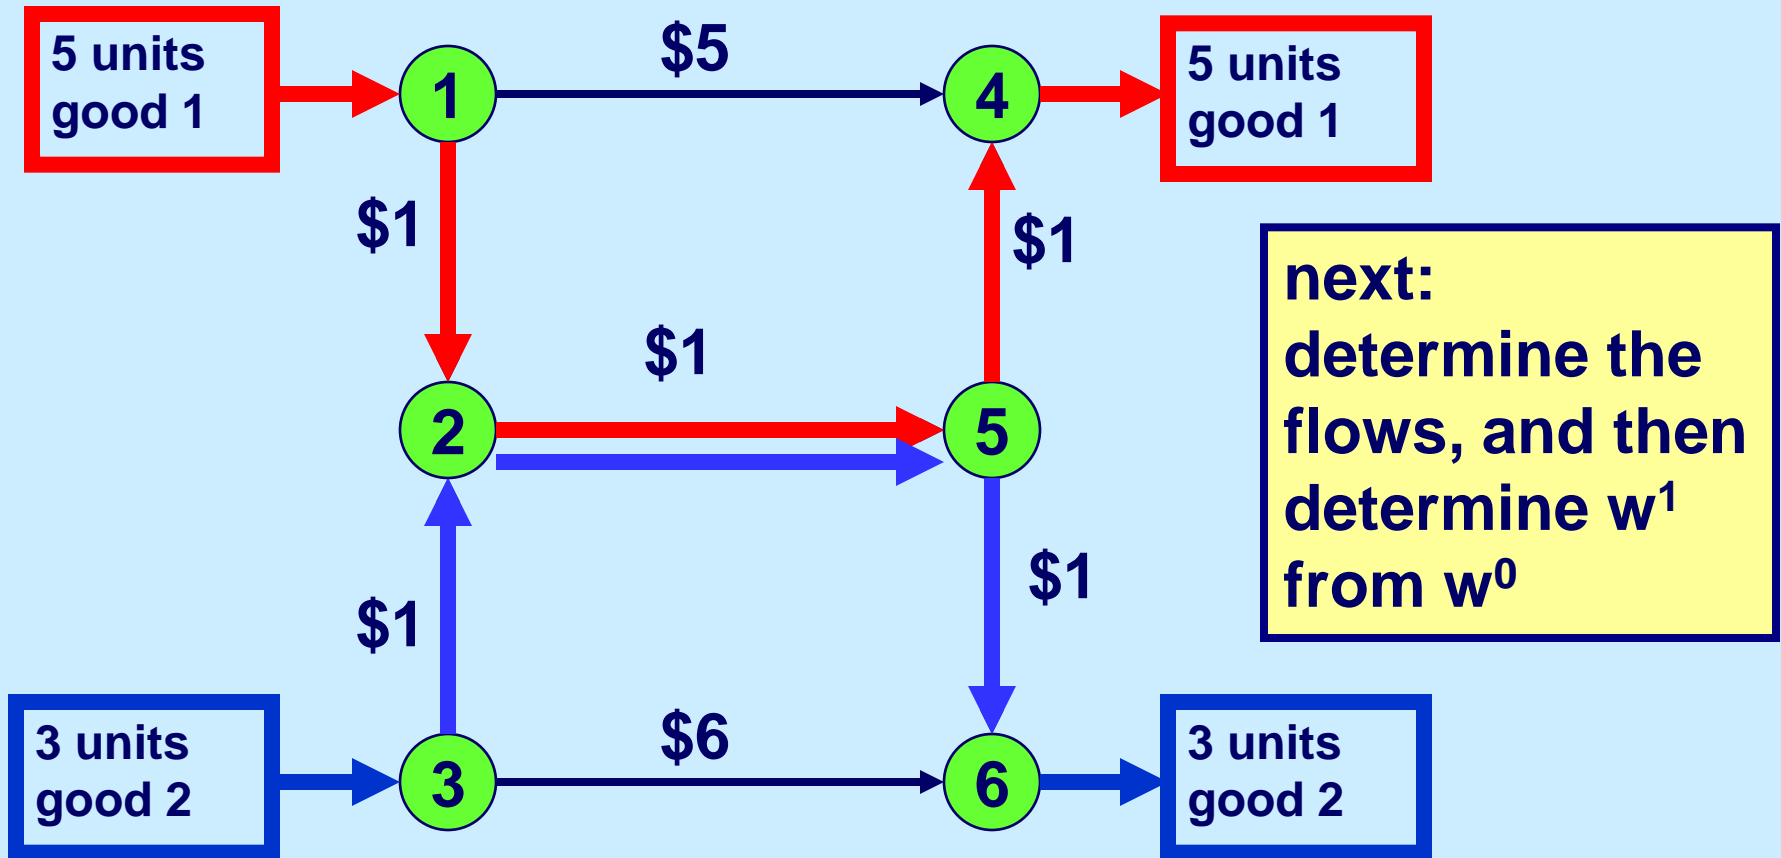 5 units
good 1
$5
1
4
5 units
good 1
$1
$1
next:
determine the
flows, and then
determine w¹
from w⁰
$1
2
5
$1
$1
3 units
good 2
$6
3
6
3 units
good 2